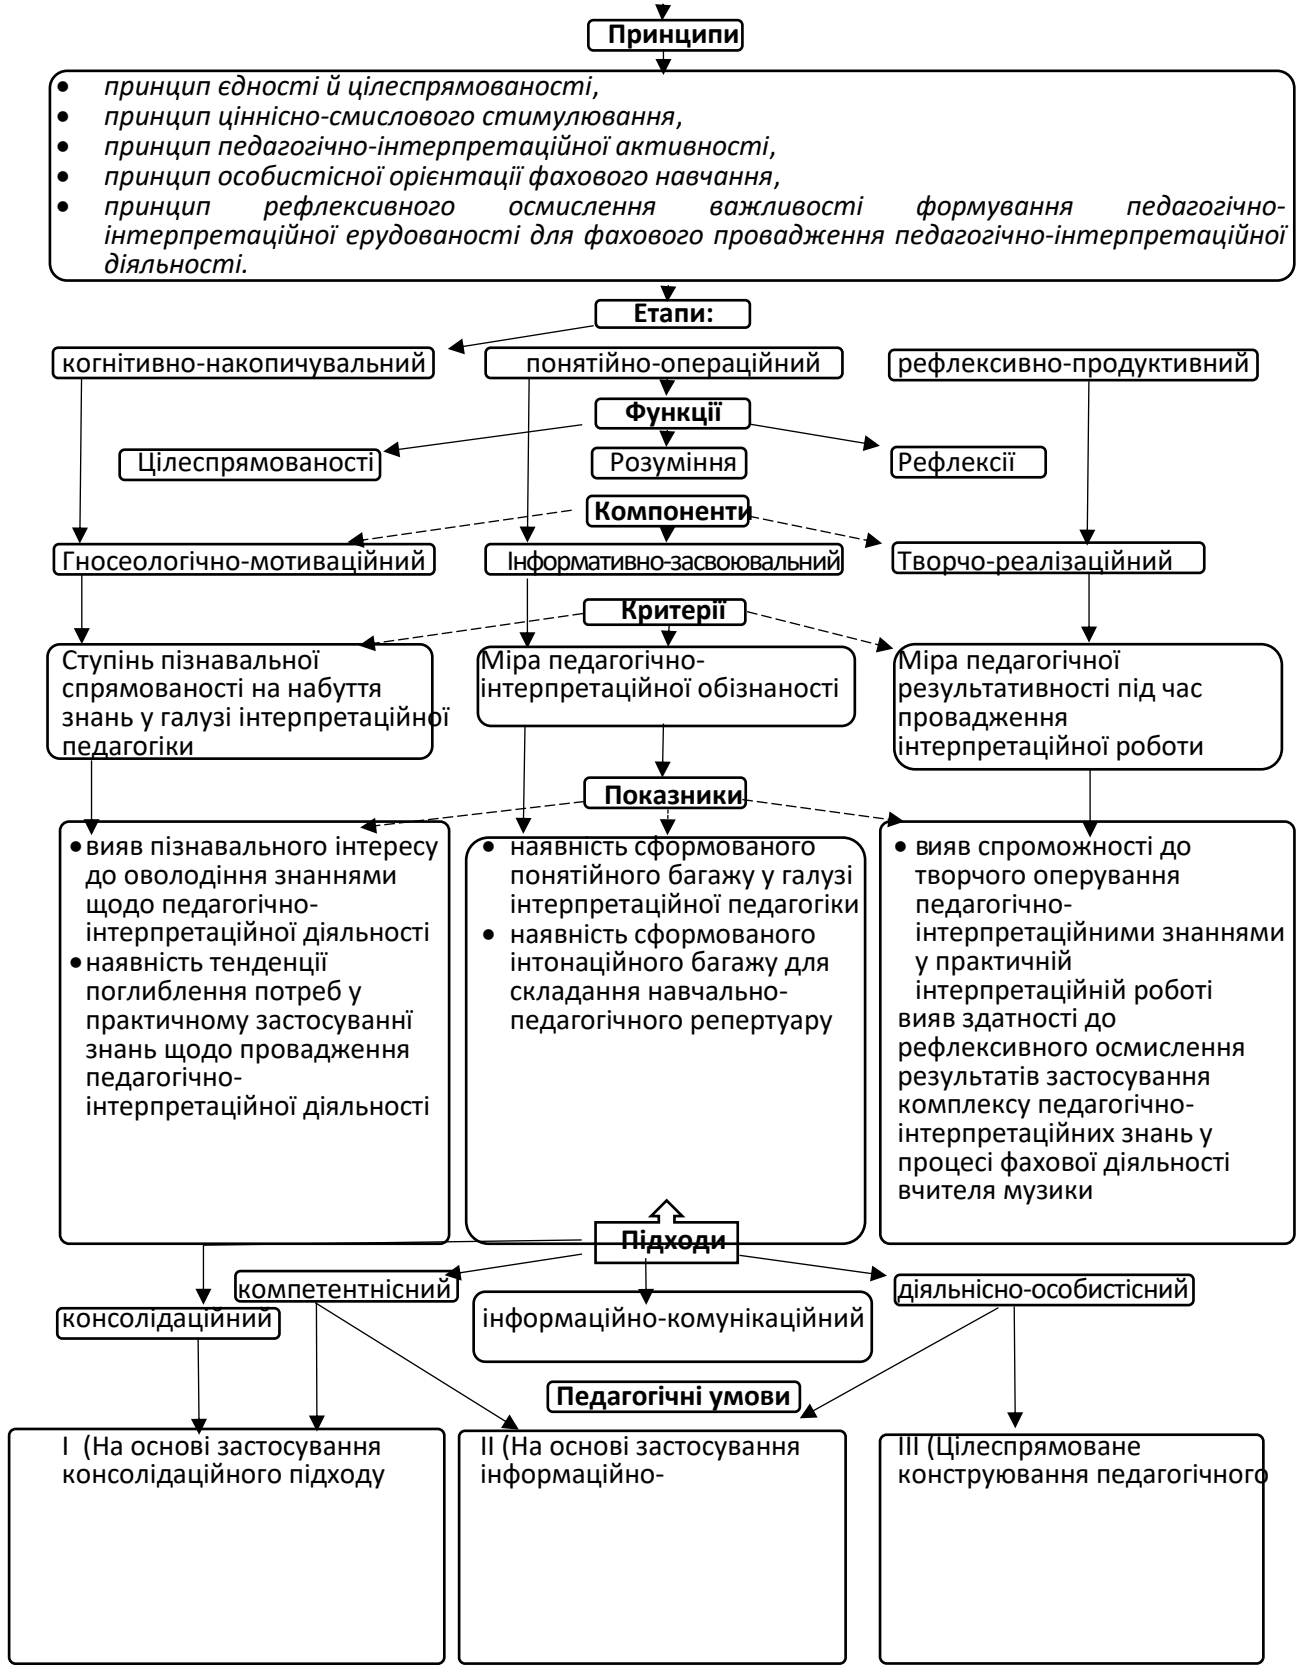 Принципи
• принцип єдності й цілеспрямованості,
• принцип ціннісно-смислового стимулювання,
• принцип педагогічно-інтерпретаційної активності,
• принцип особистісної орієнтації фахового навчання,
• принцип рефлексивного осмислення важливості формування педагогічно-
інтерпретаційної ерудованості для фахового провадження педагогічно-інтерпретаційної
діяльності.
Етапи:
когнітивно-накопичувальний
понятійно-операційний
рефлексивно-продуктивний
Функції
Цілеспрямованості
Розуміння
Рефлексії
Компоненти
Гносеологічно-мотиваційний
Інформативно-засвоювальний
Творчо-реалізаційний
Критерії
Ступінь пізнавальної
спрямованості на набуття
знань у галузі інтерпретаційної
педагогіки
Міра педагогічно-
інтерпретаційної обізнаності
Міра педагогічної
результативності під час
провадження
інтерпретаційної роботи
Показники
• вияв пізнавального інтересу
до оволодіння знаннями
щодо педагогічно-
інтерпретаційної діяльності
• наявність тенденції
поглиблення потреб у
практичному застосуванні
знань щодо провадження
педагогічно-
інтерпретаційної діяльності
• наявність сформованого
понятійного багажу у галузі
інтерпретаційної педагогіки
• наявність сформованого
інтонаційного багажу для
складання навчально-
педагогічного репертуару
• вияв спроможності до
творчого оперування
педагогічно-
інтерпретаційними знаннями
у практичній
інтерпретаційній роботі
вияв здатності до
рефлексивного осмислення
результатів застосування
комплексу педагогічно-
інтерпретаційних знань у
процесі фахової діяльності
вчителя музики
Підходи
компетентнісний
діяльнісно-особистісний
консолідаційний
інформаційно-комунікаційний
Педагогічні умови
І (На основі застосування
консолідаційного підходу
ІІ (На основі застосування
інформаційно-
ІІІ (Цілеспрямоване
конструювання педагогічного